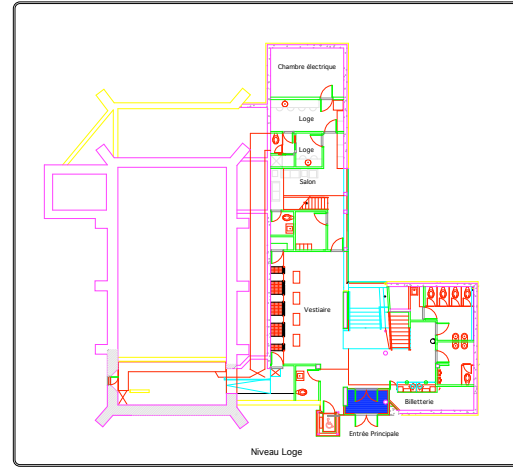 Chambre électrique
Loge
Loge
Salon
Vestiaire
Billetterie
Entrée Principale
Niveau Loge